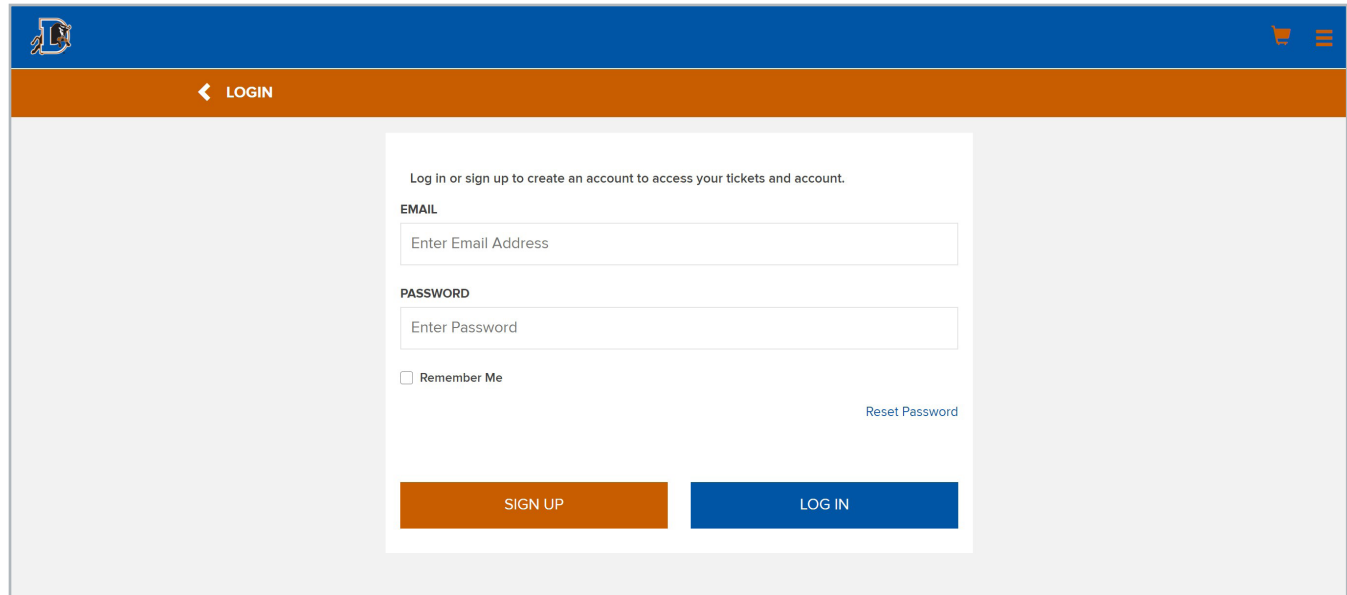 LOGIN
Log in or sign up to create an account to access your tickets and account.
EMAIL
Enter Email Address
PASSWORD
Enter Password
Remember Me
Reset Password
SIGN UP
LOG IN